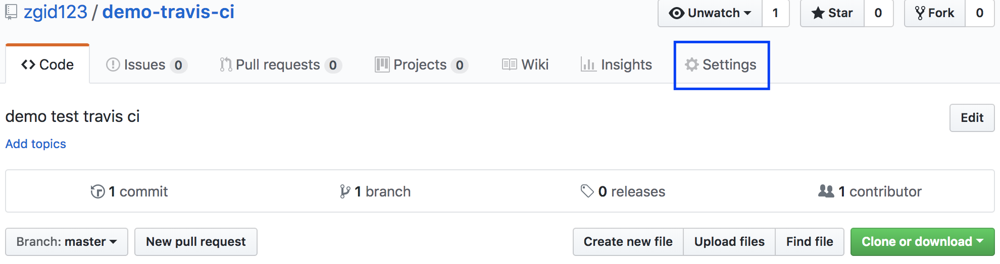 zgid123 / demo-travis-ci Unwatch 1 Star 0 Fork 0
Code Issues 0 Pull requests 0 Projects 0 Wiki Insights Settings
demo test travis ci Edit
Add topics
1 commit 1 branch 0 releases 1 contributor
Branch: master New pull request Create new file Upload files Find file Clone or download